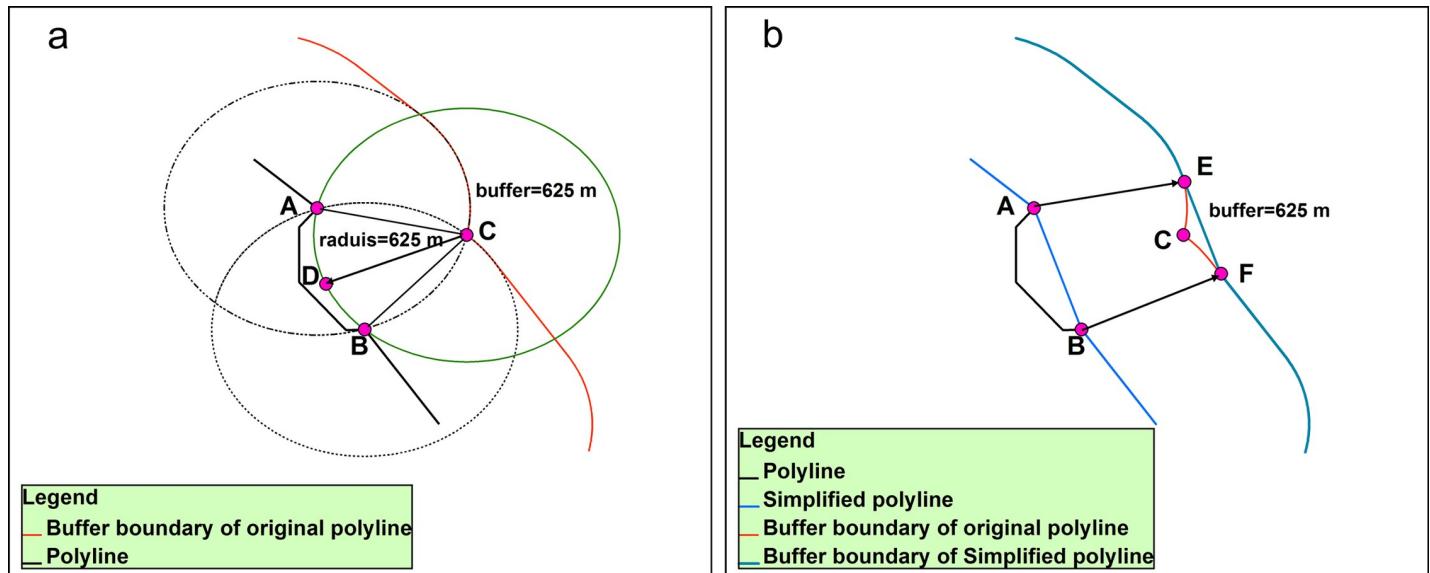 a
buffer=625 m
A
C
raduis=625 m
D
B
Legend
Buffer boundary of original polyline
Polyline
b
E
A
buffer=625 m
C
F
B
Legend
Polyline
Simplified polyline
Buffer boundary of original polyline
Buffer boundary of Simplified polyline